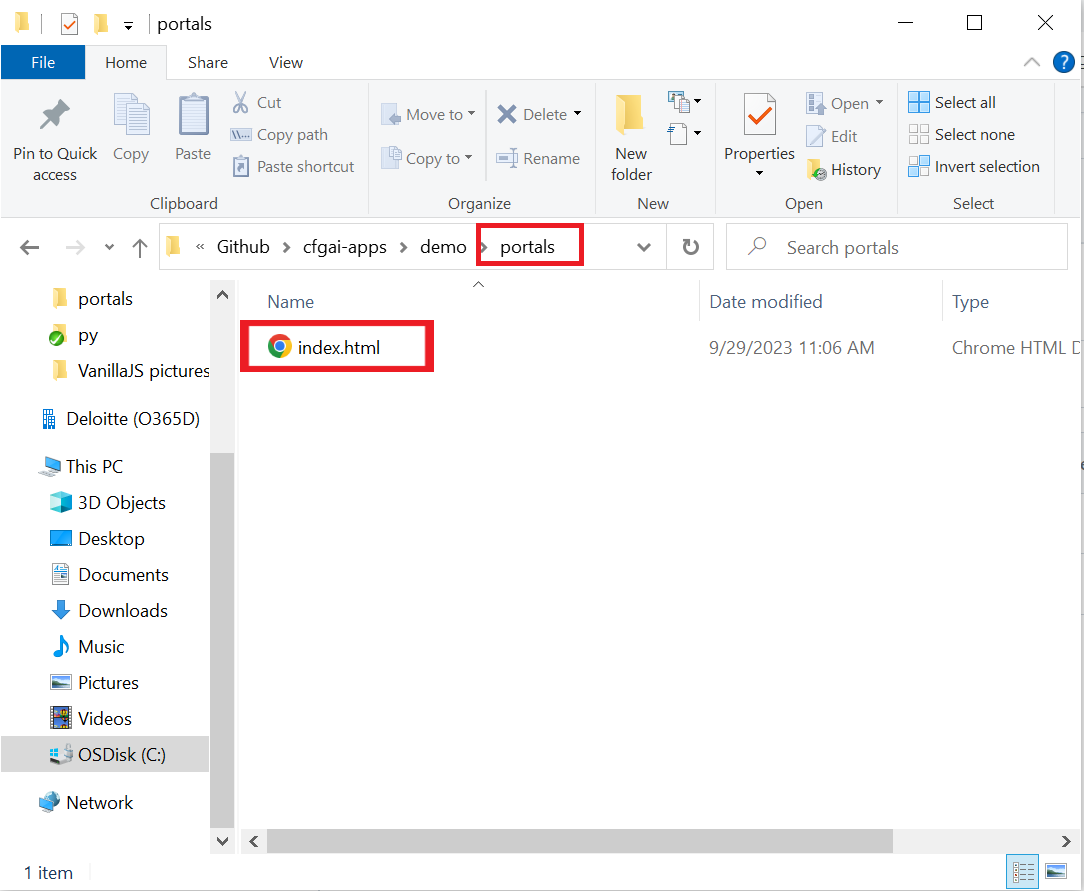 portals
File Home Share View
Pin to Quick access
Copy
Paste
Cut
Copy path
Paste shortcut
Clipboard
Move to
Copy to
Delete
Rename
Organize
New folder
New
Properties
Open
Edit
History
Open
Select all
Select none
Invert selection
Select
« Github > cfgai-apps > demo > portals
Search portals
Name Date modified Type
index.html 9/29/2023 11:06 AM Chrome HTML D
portals
py
VanillaJS pictures
Deloitte (O365D)
This PC
3D Objects
Desktop
Documents
Downloads
Music
Pictures
Videos
OSDisk (C:)
Network
1 item